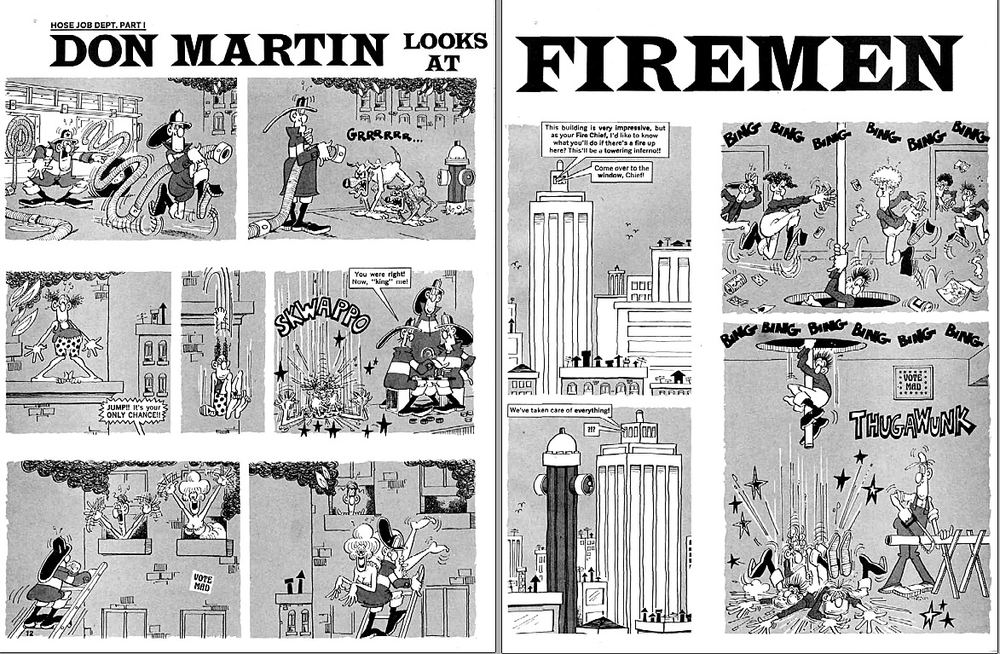 HOSE JOB DEPT. PART I
DON MARTIN
LOOKS
AT
FIREMEN
GRRRRRR...
JUMP!! It's your
ONLY CHANCE!!
SKWAPPO
You were right!
Now, "king" me!
VOTE
MAD
12
This building is very impressive, but
as your Fire Chief, I'd like to know
what you'll do if there's a fire up
here? This'll be a towering inferno!!
Come over to the
window, Chief!
We've taken care of everything!
???
BING BING BING BING BING
BING BING BING BING BING BING
VOTE
MAD
THUGAWUNK